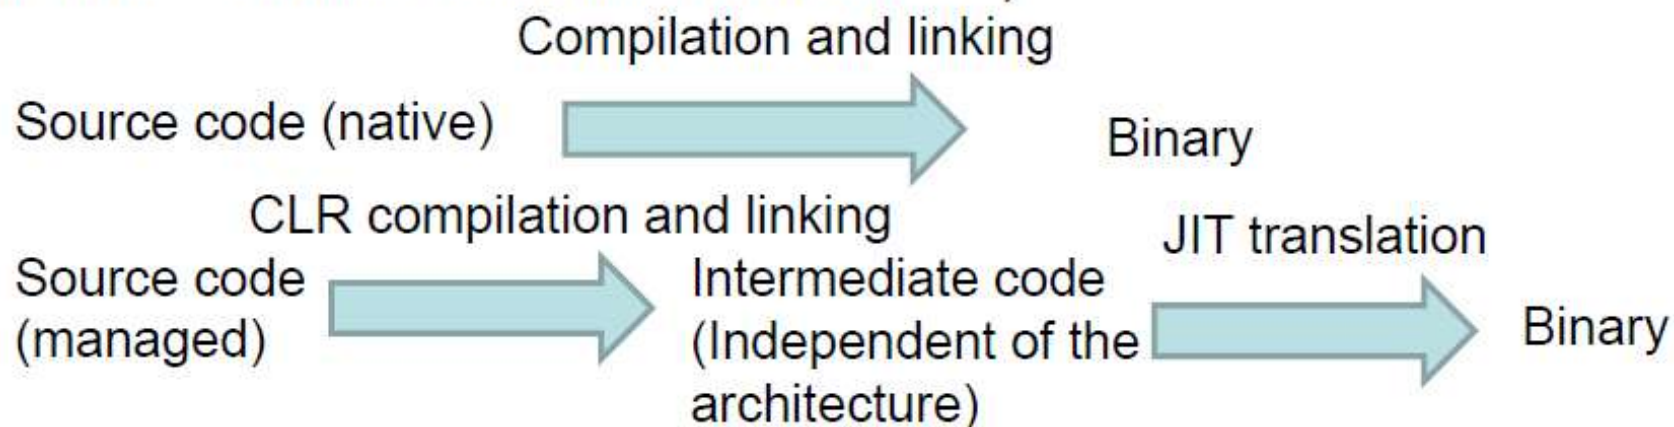 Compilation and linking
Source code (native)
Binary
CLR compilation and linking
JIT translation
Source code
(managed)
Intermediate code
(Independent of the
architecture)
Binary